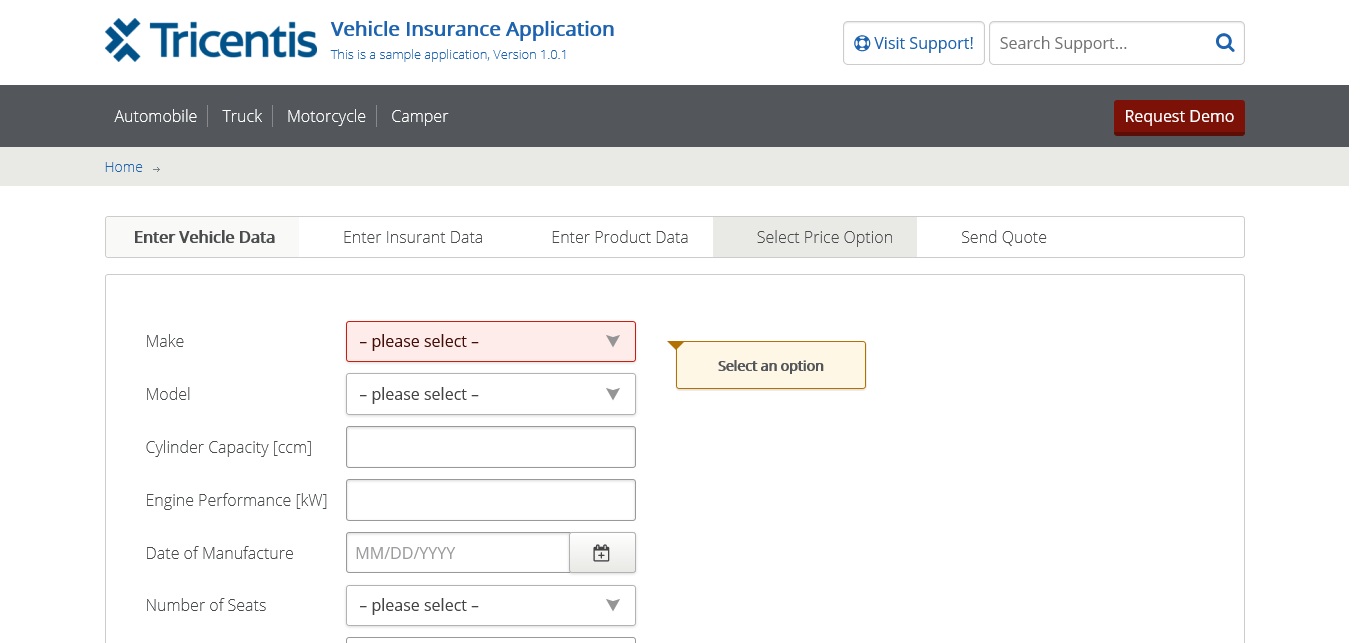 Tricentis
Vehicle Insurance Application
This is a sample application, Version 1.0.1
Visit Support!
Search Support...
Automobile
Truck
Motorcycle
Camper
Request Demo
Home →
Enter Vehicle Data
Enter Insurant Data
Enter Product Data
Select Price Option
Send Quote
Make
– please select –
Select an option
Model
– please select –
Cylinder Capacity [ccm]
Engine Performance [kW]
Date of Manufacture
MM/DD/YYYY
Number of Seats
– please select –